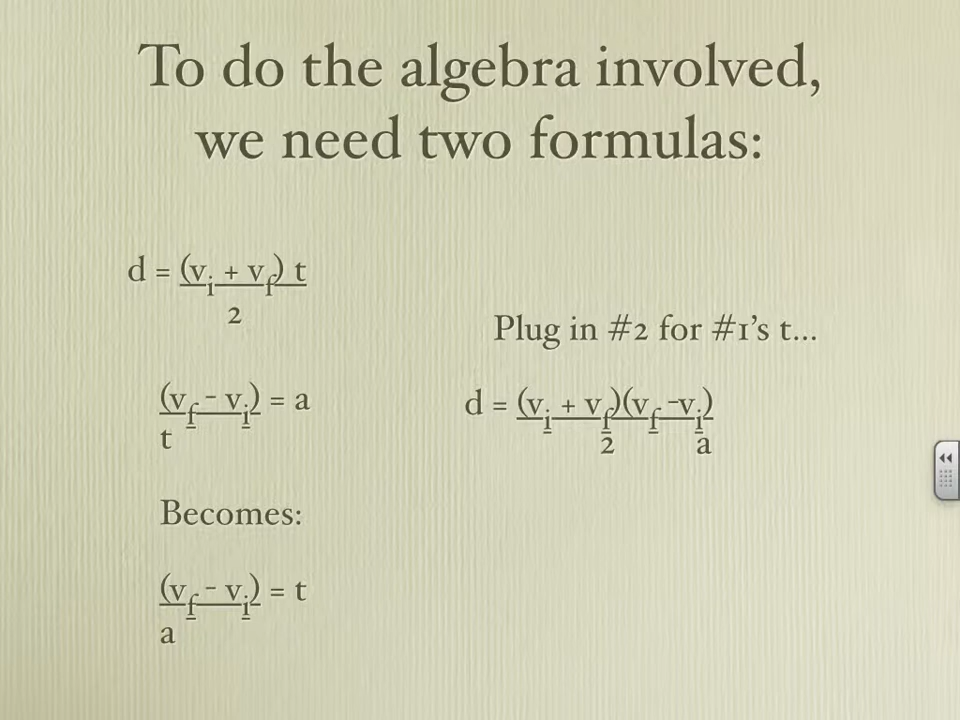 To do the algebra involved,
we need two formulas:
d = (vi + vf) t
2
(vf - vi) = a
t
Becomes:
(vf - vi) = t
a
Plug in #2 for #1's t...
d = (vi + vf)(vf -vi)
2 a